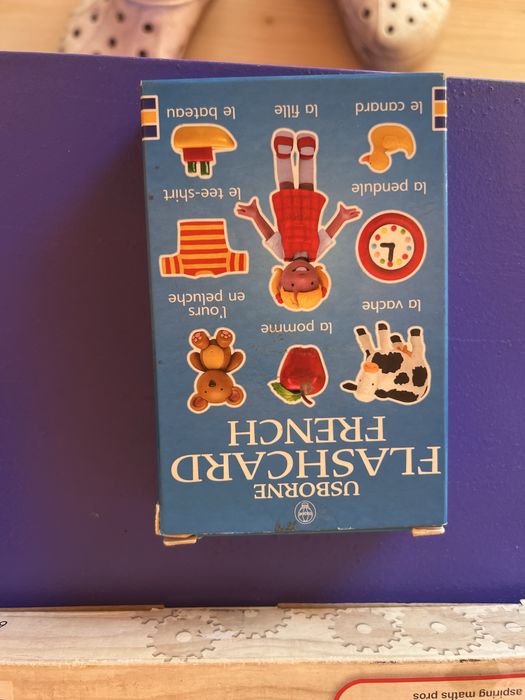 aspiring maths pros
USBORNE
FLASHCARD
FRENCH
la vache
la pomme
l'ours
en peluche
la pendule
le tee-shirt
le canard
la fille
le bateau